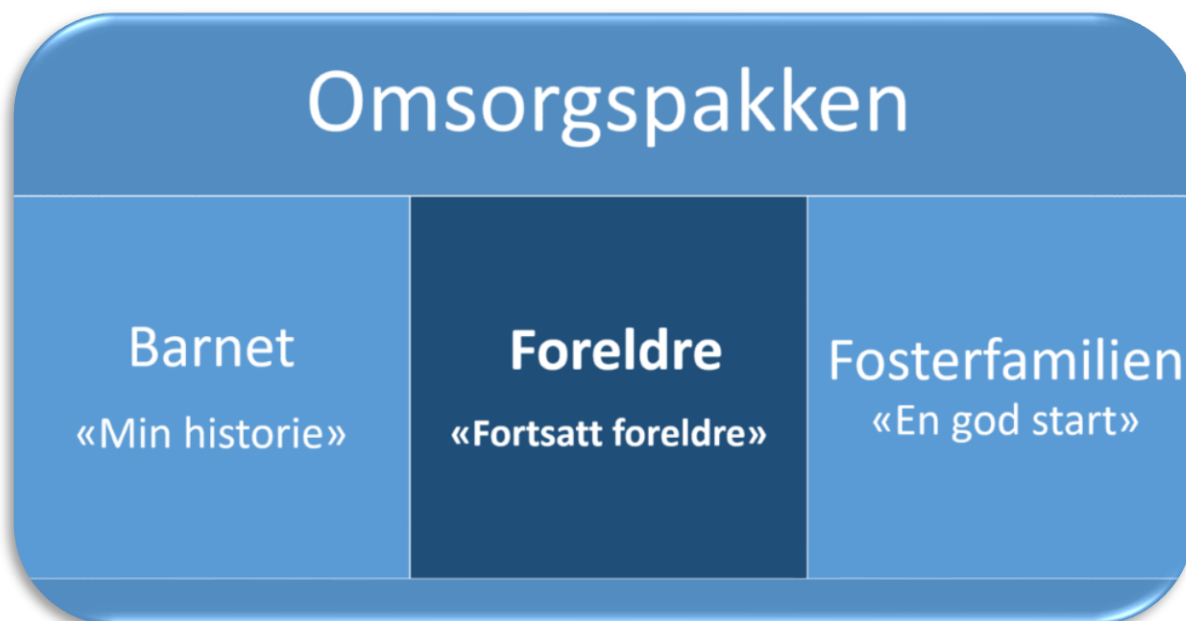 Omsorgspakken
Barnet
«Min historie»
Foreldre
«Fortsatt foreldre»
Fosterfamilien
«En god start»